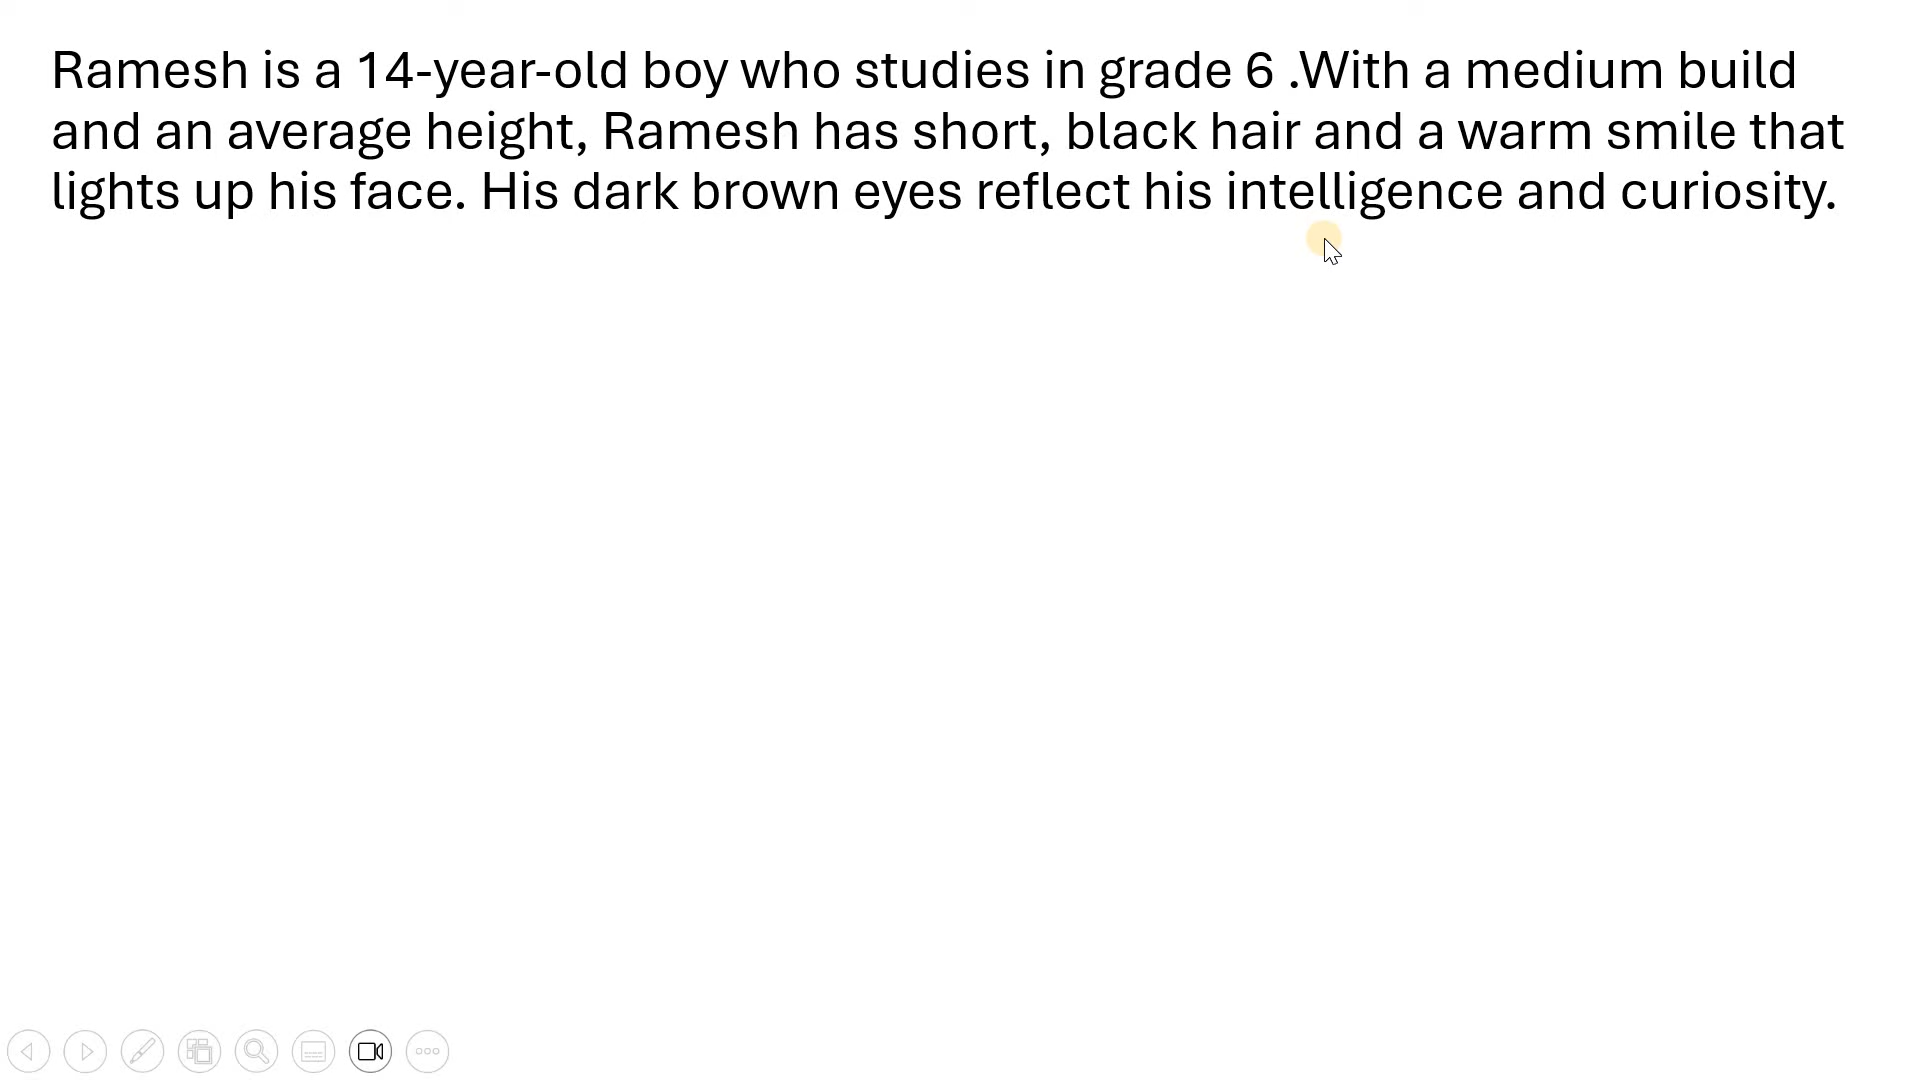 Ramesh is a 14-year-old boy who studies in grade 6 .With a medium build
and an average height, Ramesh has short, black hair and a warm smile that
lights up his face. His dark brown eyes reflect his intelligence and curiosity.